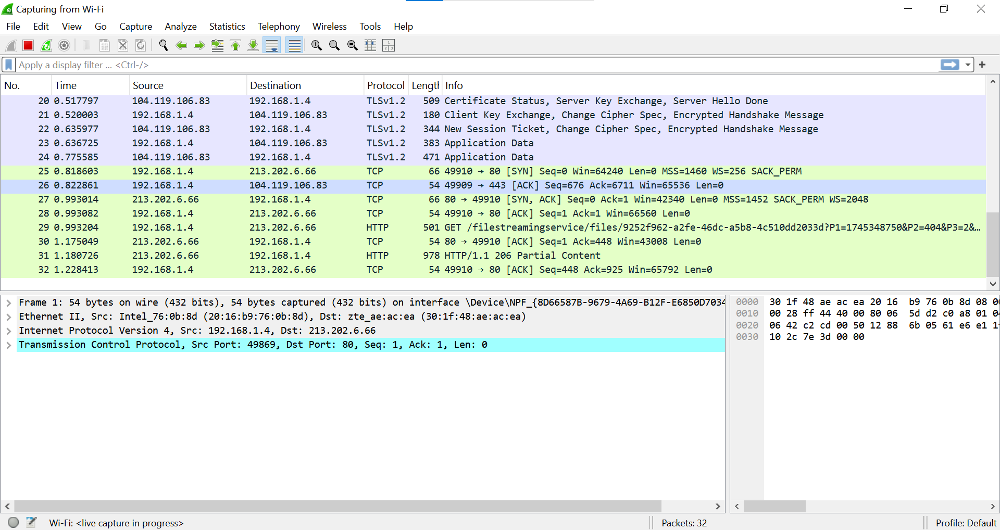 Capturing from Wi-Fi
File Edit View Go Capture Analyze Statistics Telephony Wireless Tools Help
Apply a display filter ... <Ctrl-/>
No. Time Source Destination Protocol Lengtl Info
20 0.517797 104.119.106.83 192.168.1.4 TLSv1.2 509 Certificate Status, Server Key Exchange, Server Hello Done
21 0.520003 192.168.1.4 104.119.106.83 TLSv1.2 180 Client Key Exchange, Change Cipher Spec, Encrypted Handshake Message
22 0.635977 104.119.106.83 192.168.1.4 TLSv1.2 344 New Session Ticket, Change Cipher Spec, Encrypted Handshake Message
23 0.636725 192.168.1.4 104.119.106.83 TLSv1.2 383 Application Data
24 0.775585 104.119.106.83 192.168.1.4 TLSv1.2 471 Application Data
25 0.818603 192.168.1.4 213.202.6.66 TCP 66 49910 → 80 [SYN] Seq=0 Win=64240 Len=0 MSS=1460 WS=256 SACK_PERM
26 0.822861 192.168.1.4 104.119.106.83 TCP 54 49909 → 443 [ACK] Seq=676 Ack=6711 Win=65536 Len=0
27 0.993014 213.202.6.66 192.168.1.4 TCP 66 80 → 49910 [SYN, ACK] Seq=0 Ack=1 Win=42340 Len=0 MSS=1452 SACK_PERM WS=2048
28 0.993082 192.168.1.4 213.202.6.66 TCP 54 49910 → 80 [ACK] Seq=1 Ack=1 Win=66560 Len=0
29 0.993204 192.168.1.4 213.202.6.66 HTTP 501 GET /filestreamingservice/files/9252f962-a2fe-46dc-a5b8-4c510dd2033d?P1=1745348750&P2=404&P3=2&…
30 1.175049 213.202.6.66 192.168.1.4 TCP 54 80 → 49910 [ACK] Seq=1 Ack=448 Win=43008 Len=0
31 1.180726 213.202.6.66 192.168.1.4 HTTP 978 HTTP/1.1 206 Partial Content
32 1.228413 192.168.1.4 213.202.6.66 TCP 54 49910 → 80 [ACK] Seq=448 Ack=925 Win=65792 Len=0
Frame 1: 54 bytes on wire (432 bits), 54 bytes captured (432 bits) on interface \Device\NPF_{8D66587B-9679-4A69-B12F-E6850D7034
Ethernet II, Src: Intel_76:0b:8d (20:16:b9:76:0b:8d), Dst: zte_ae:ac:ea (30:1f:48:ae:ac:ea)
Internet Protocol Version 4, Src: 192.168.1.4, Dst: 213.202.6.66
Transmission Control Protocol, Src Port: 49869, Dst Port: 80, Seq: 1, Ack: 1, Len: 0
0000 30 1f 48 ae ac ea 20 16 b9 76 0b 8d 08
0010 00 28 ff 44 40 00 80 06 5d d2 c0 a8 01
0020 06 42 c2 cd 00 50 12 88 6b 05 61 e6 e1
0030 10 2c 7e 3d 00 00
Wi-Fi: <live capture in progress>
Packets: 32
Profile: Default